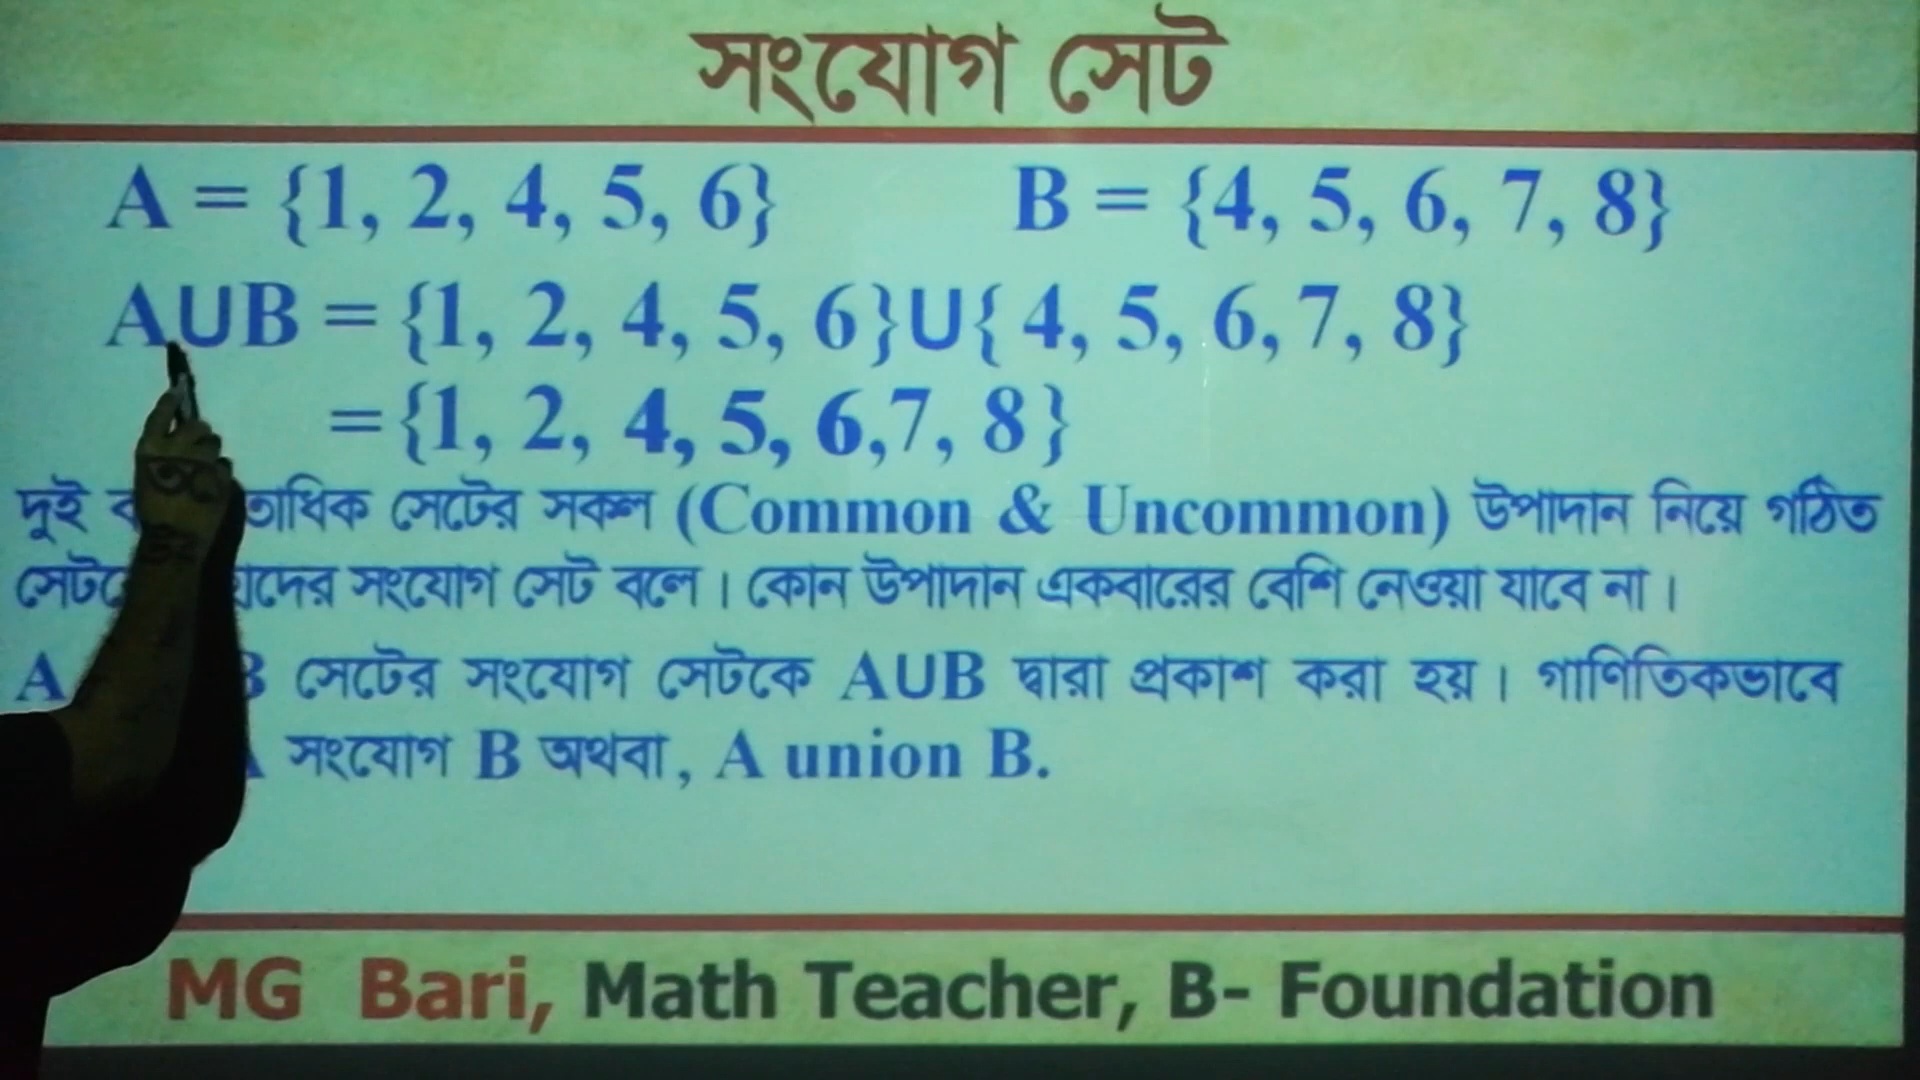 সংযোগ সেট
A = {1, 2, 4, 5, 6} B = {4, 5, 6, 7, 8}
AUB = {1, 2, 4, 5, 6}U{ 4, 5, 6, 7, 8}
={1, 2, 4, 5, 6,7, 8}
দুই সেটের সকল (Common & Uncommon) উপাদান নিয়ে গঠিত
সংযোগ সেট বলে। কোন উপাদান একবারের বেশি নেওয়া যাবে না।
A B সেটের সংযোগ সেটকে AUB দ্বারা প্রকাশ করা হয়। গাণিতিকভাবে
সংযোগ B অথবা, A union B.
MG Bari, Math Teacher, B- Foundation